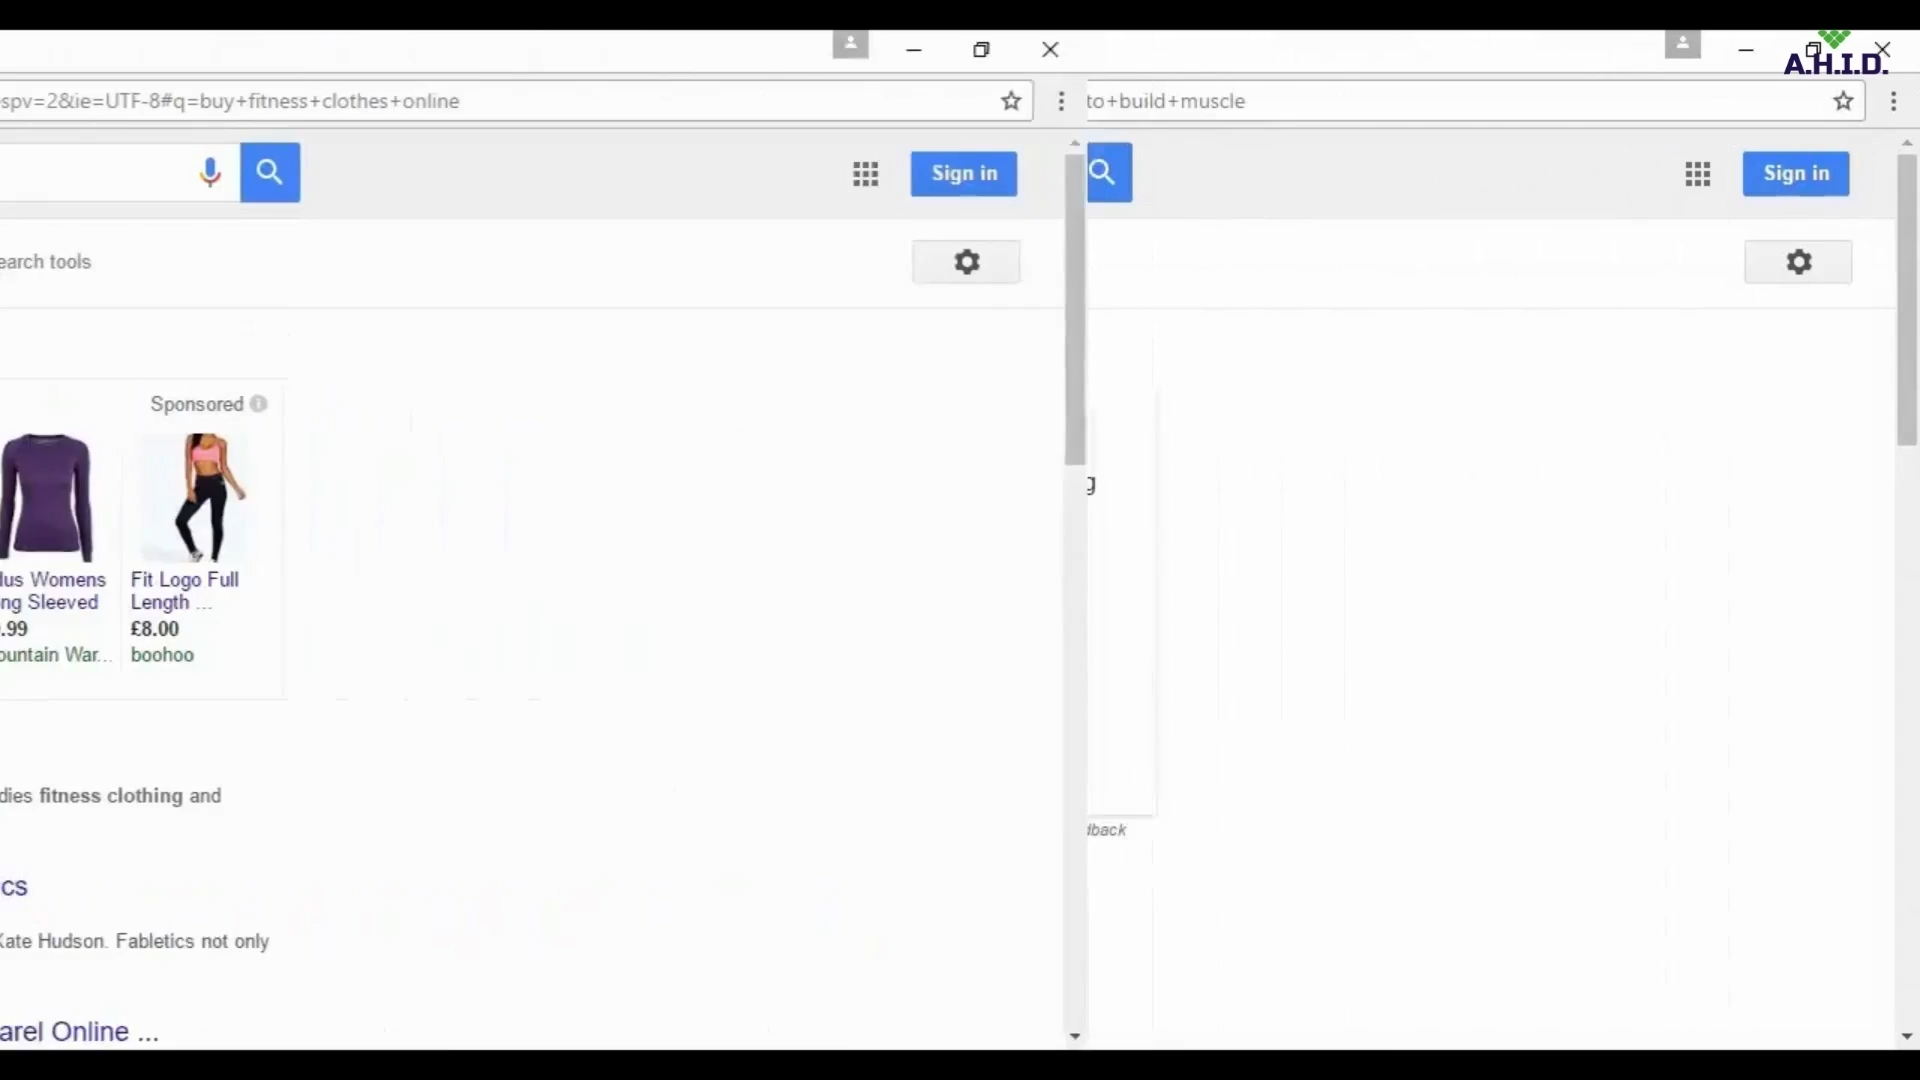 A.H.I.D.
spv=2&ie=UTF-8#q=buy+fitness+clothes+online
to+build+muscle
Sign in
Sign in
earch tools
Sponsored
lus Womens
ng Sleeved
.99
ountain War...
Fit Logo Full
Length ...
£8.00
boohoo
g
dies fitness clothing and
dback
cs
Kate Hudson. Fabletics not only
arel Online ...